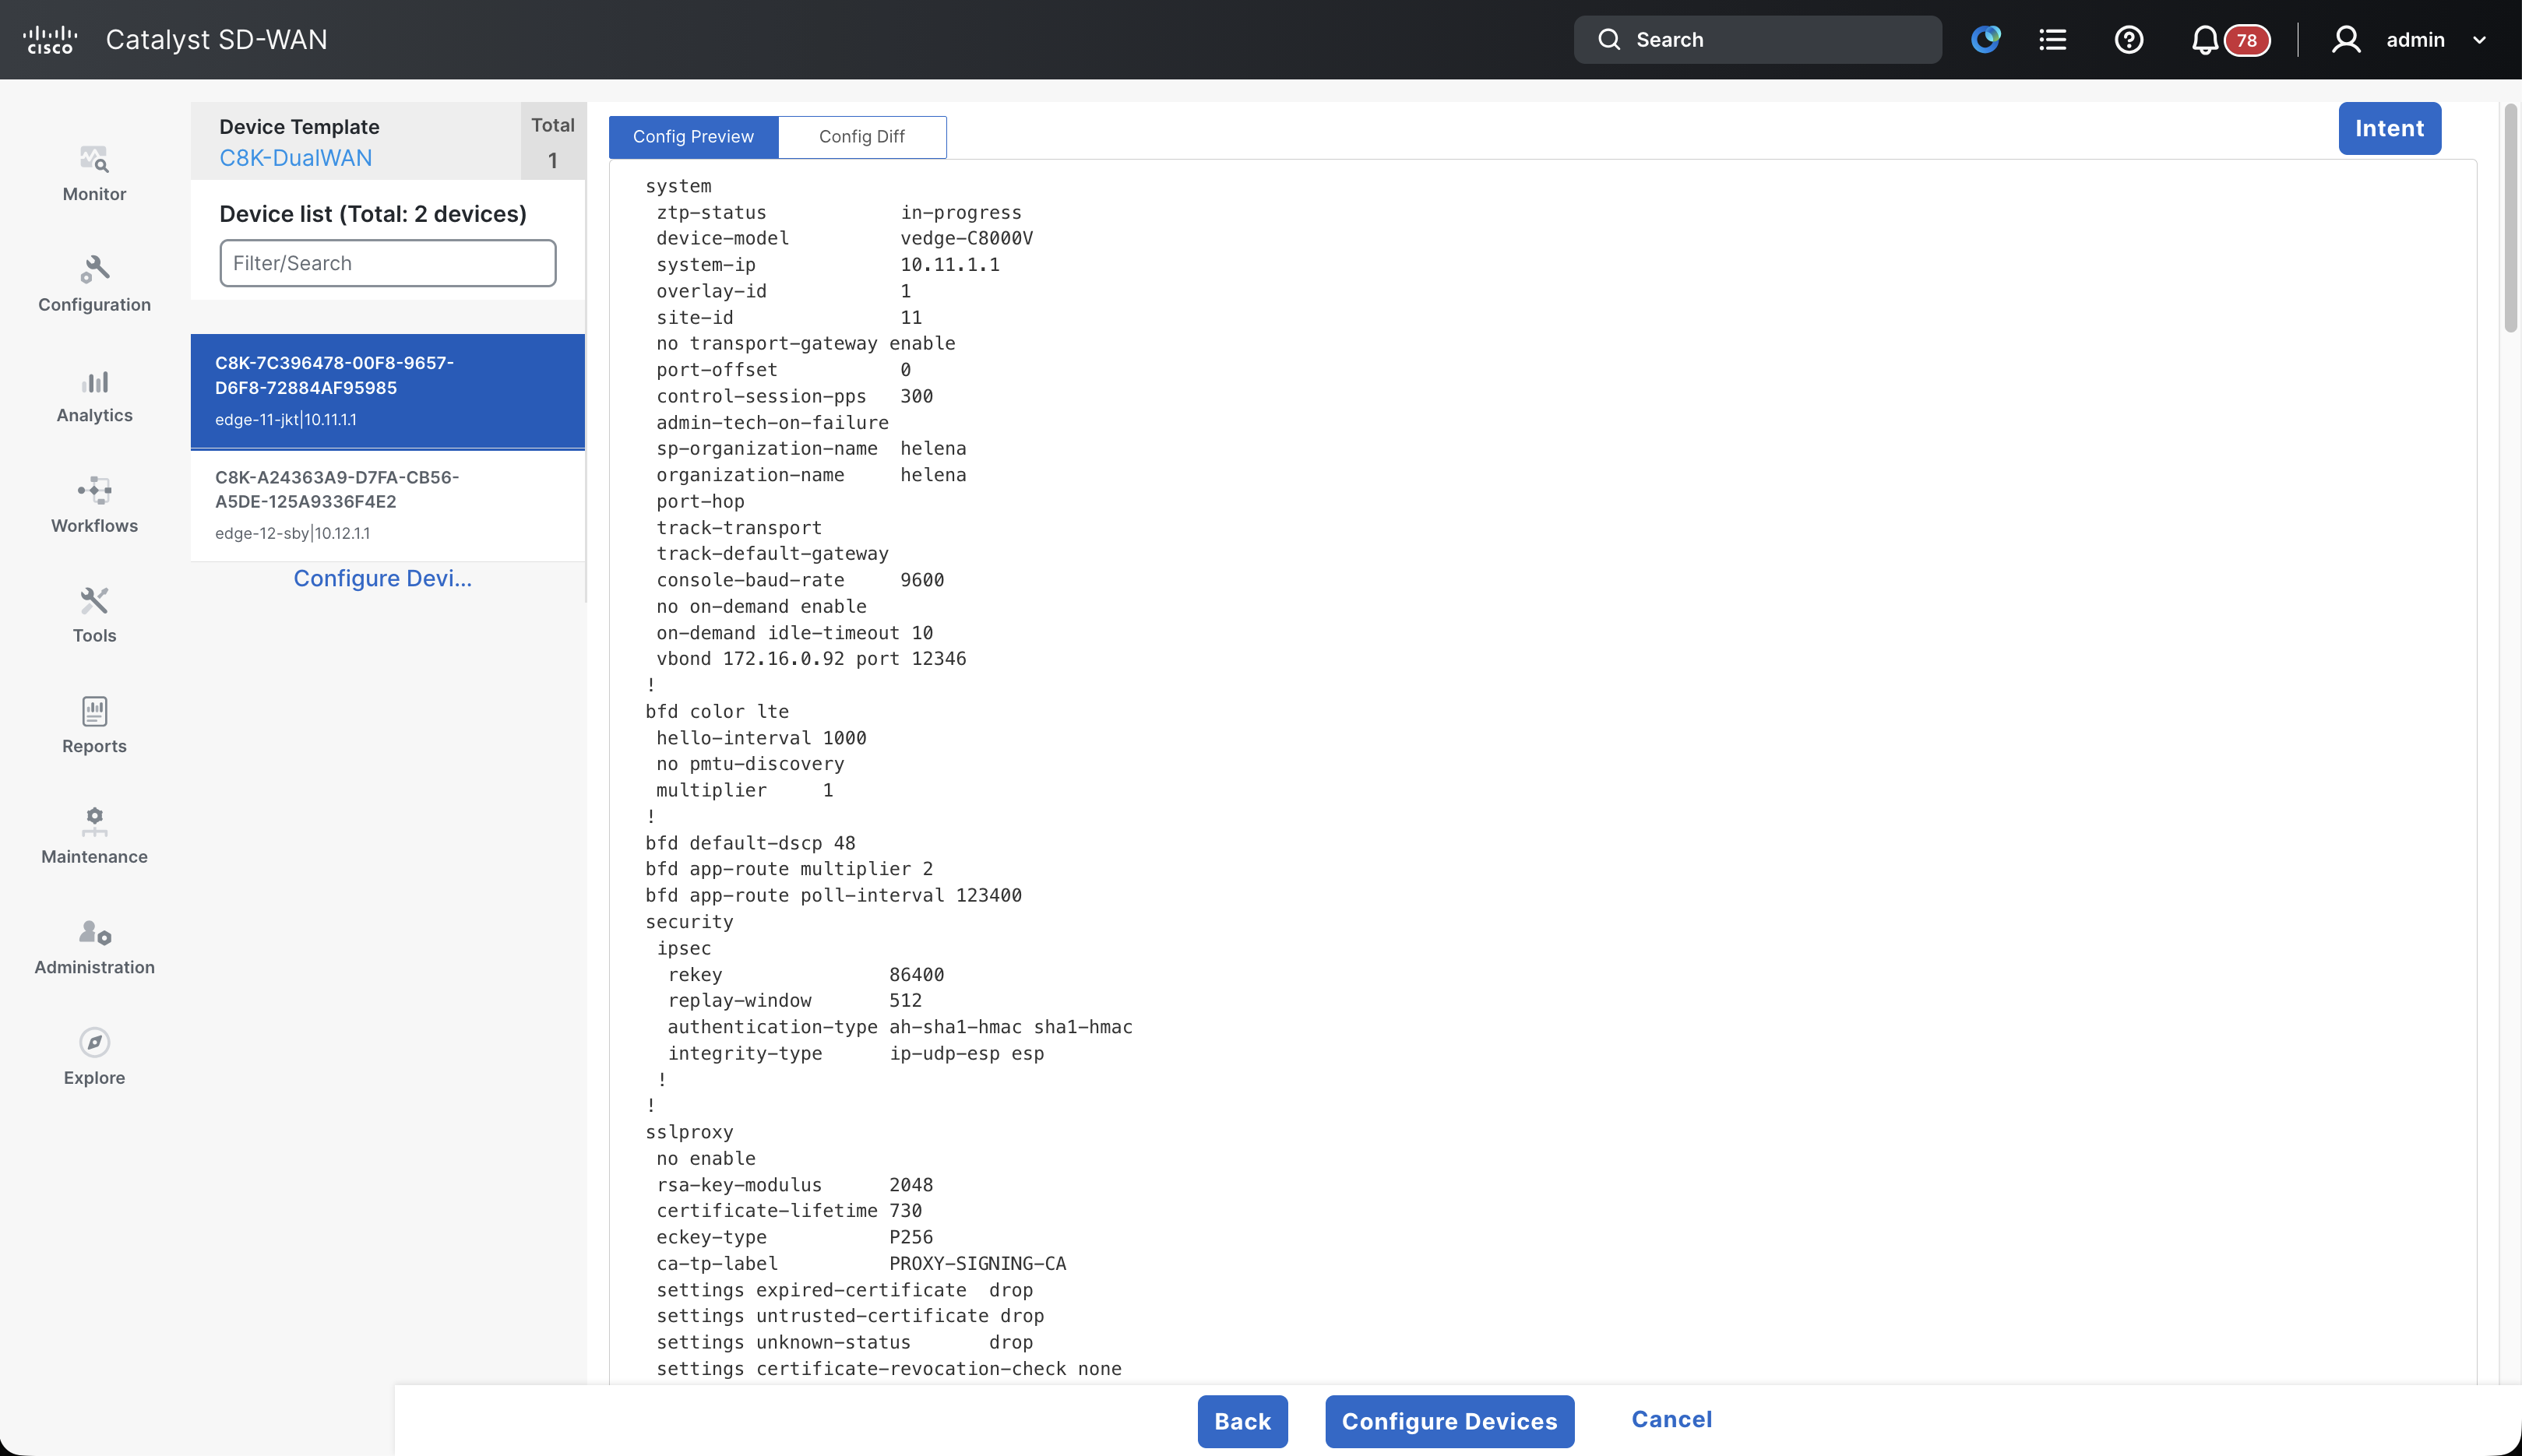 cisco
Catalyst SD-WAN
Search
78
admin
Monitor
Configuration
Analytics
Workflows
Tools
Reports
Maintenance
Administration
Explore
Device Template
C8K-DualWAN
Total
1
Device list (Total: 2 devices)
Filter/Search
C8K-7C396478-00F8-9657-
D6F8-72884AF95985
edge-11-jkt|10.11.1.1
C8K-A24363A9-D7FA-CB56-
A5DE-125A9336F4E2
edge-12-sby|10.12.1.1
Configure Devi...
Config Preview
Config Diff
Intent
system
 ztp-status            in-progress
 device-model          vedge-C8000V
 system-ip             10.11.1.1
 overlay-id            1
 site-id               11
 no transport-gateway enable
 port-offset           0
 control-session-pps   300
 admin-tech-on-failure
 sp-organization-name  helena
 organization-name     helena
 port-hop
 track-transport
 track-default-gateway
 console-baud-rate     9600
 no on-demand enable
 on-demand idle-timeout 10
 vbond 172.16.0.92 port 12346
!
bfd color lte
 hello-interval 1000
 no pmtu-discovery
 multiplier     1
!
bfd default-dscp 48
bfd app-route multiplier 2
bfd app-route poll-interval 123400
security
 ipsec
  rekey               86400
  replay-window       512
  authentication-type ah-sha1-hmac sha1-hmac
  integrity-type      ip-udp-esp esp
 !
!
sslproxy
 no enable
 rsa-key-modulus      2048
 certificate-lifetime 730
 eckey-type           P256
 ca-tp-label          PROXY-SIGNING-CA
 settings expired-certificate  drop
 settings untrusted-certificate drop
 settings unknown-status       drop
 settings certificate-revocation-check none
Back
Configure Devices
Cancel